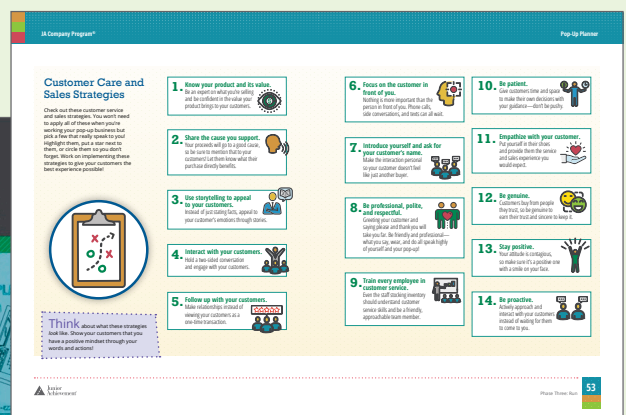 JA Company Program®
Pop-Up Planner
Customer Care and
Sales Strategies
Check out these customer service
and sales strategies. You won't need
to apply all of these when you're
working your pop-up business but
pick a few that really speak to you!
Highlight them, put a star next to
them, or circle them so you don't
forget. Work on implementing these
strategies to give your customers the
best experience possible!
Think about what these strategies
look like. Show your customers that you
have a positive mindset through your
words and actions!
1. Know your product and its value.
Be an expert on what you're selling
and be confident in the value your
product brings to your customers.
2. Share the cause you support.
Your proceeds will go to a good cause,
so be sure to mention that to your
customers! Let them know what their
purchase directly benefits.
3. Use storytelling to appeal
to your customers.
Instead of just stating facts, appeal to
your customer's emotions through stories.
4. Interact with your customers.
Hold a two-sided conversation
and engage with your customers.
5. Follow up with your customers.
Make relationships instead of
viewing your customers as a
one-time transaction.
6. Focus on the customer in
front of you.
Nothing is more important than the
person in front of you. Phone calls,
side conversations, and texts can all wait.
7. Introduce yourself and ask for
your customer's name.
Make the interaction personal
so your customer doesn't feel
like just another buyer.
8. Be professional, polite,
and respectful.
Greeting your customer and
saying please and thank you will
take you far. Be friendly and professional—
what you say, wear, and do all speak highly
of yourself and your pop-up!
9. Train every employee in
customer service.
Even the staff stocking inventory
should understand customer
service skills and be a friendly,
approachable team member.
10. Be patient.
Give customers time and space
to make their own decisions with
your guidance—don't be pushy.
11. Empathize with your customer.
Put yourself in their shoes
and provide them the service
and sales experience you
would expect.
12. Be genuine.
Customers buy from people
they trust, so be genuine to
earn their trust and sincere to keep it.
13. Stay positive.
Your attitude is contagious,
so make sure it's a positive one
with a smile on your face.
14. Be proactive.
Actively approach and
interact with your customers
instead of waiting for them
to come to you.
Junior
Achievement
Phase Three: Run
53